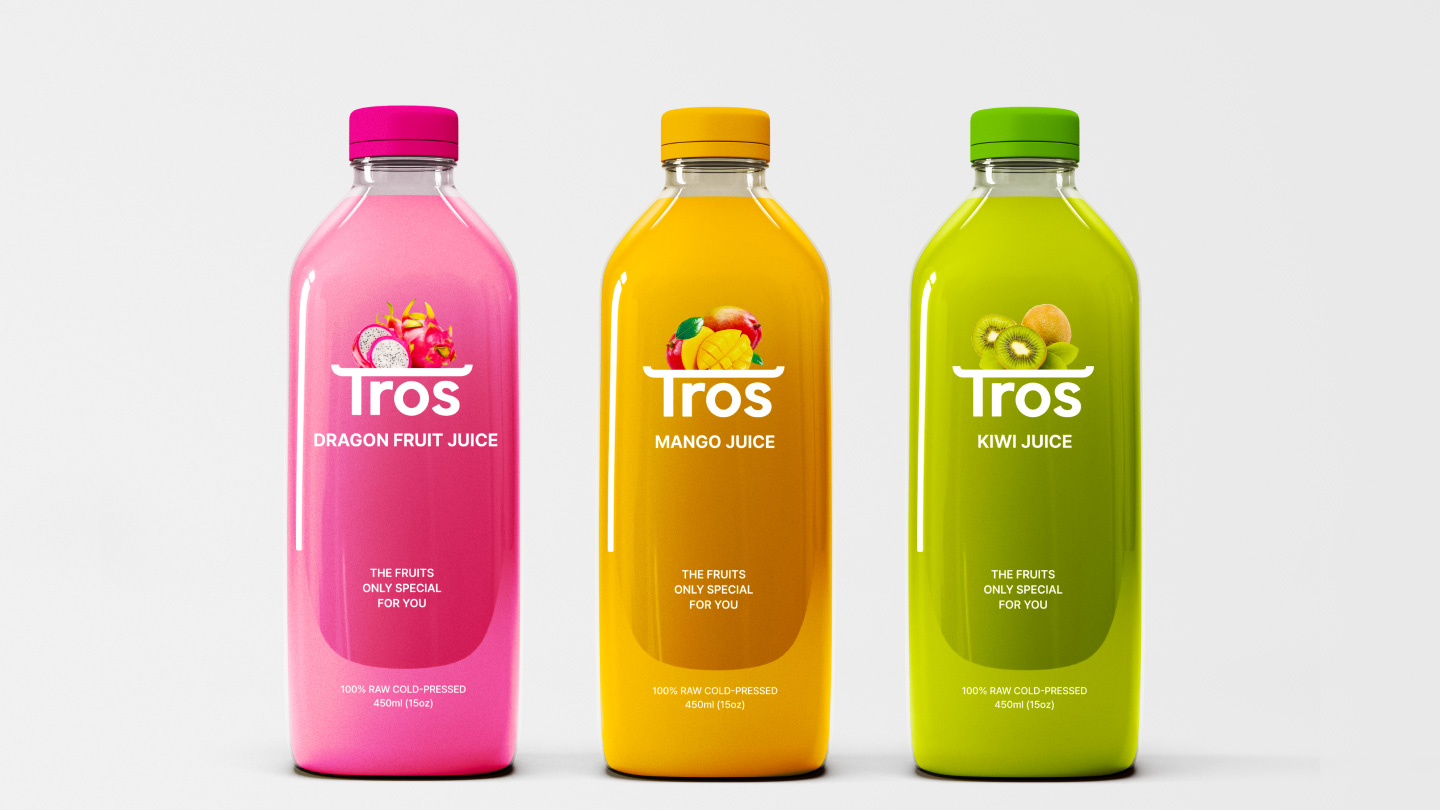 Tros
DRAGON FRUIT JUICE
THE FRUITS
ONLY SPECIAL
FOR YOU
100% RAW COLD-PRESSED
450ml (15oz)
Tros
MANGO JUICE
THE FRUITS
ONLY SPECIAL
FOR YOU
100% RAW COLD-PRESSED
450ml (15oz)
Tros
KIWI JUICE
THE FRUITS
ONLY SPECIAL
FOR YOU
100% RAW COLD-PRESSED
450ml (15oz)